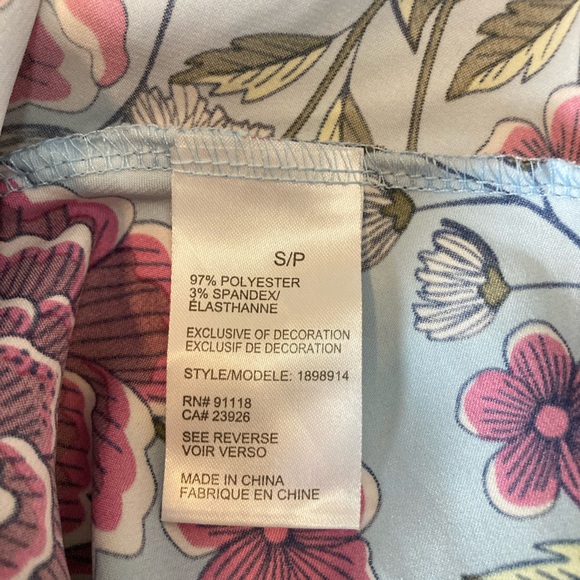 S/P
97% POLYESTER
3% SPANDEX/
ÉLASTHANNE
EXCLUSIVE OF DECORATION
EXCLUSIF DE DECORATION
STYLE/MODELE: 1898914
RN# 91118
CA# 23926
SEE REVERSE
VOIR VERSO
MADE IN CHINA
FABRIQUE EN CHINE